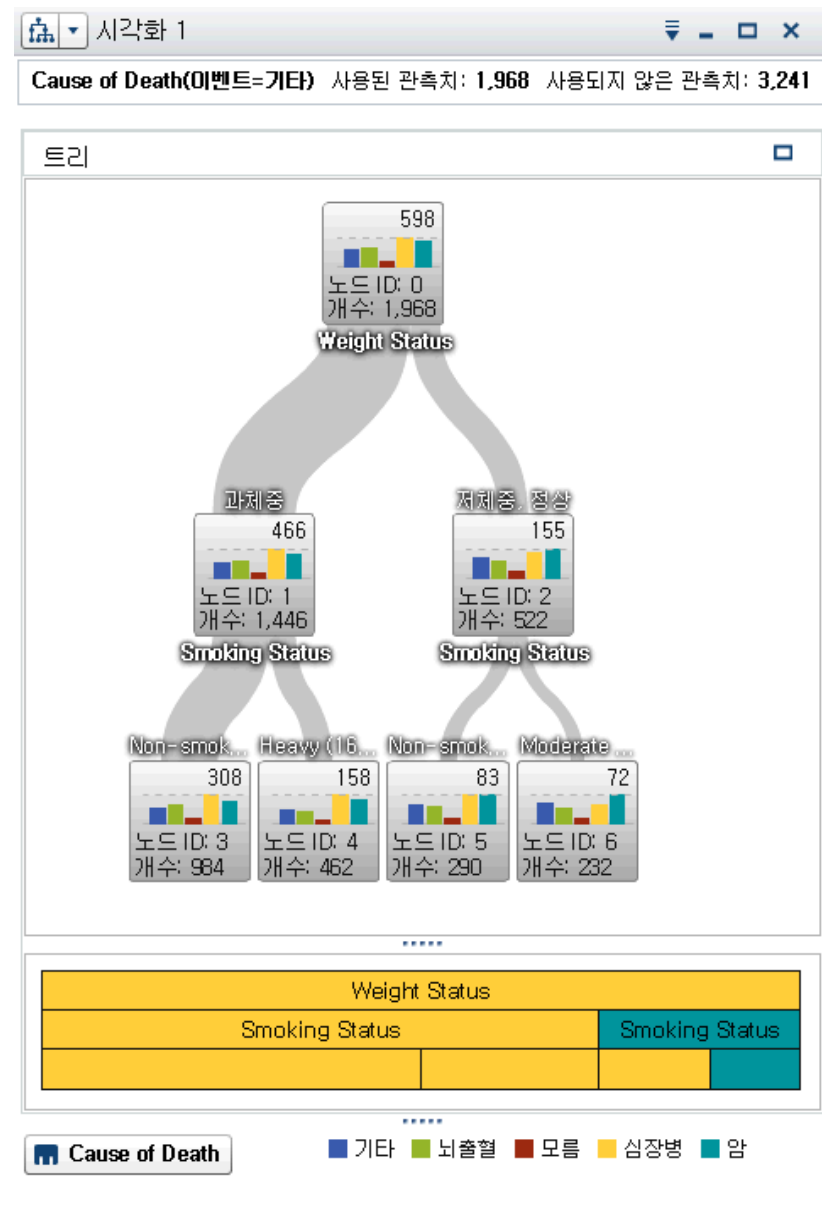 시각화 1
Cause of Death(이벤트=기타) 사용된 관측치: 1,968 사용되지 않은 관측치: 3,241
트리
598
노드 ID: 0
개수: 1,968
Weight Status
과체중 저체중, 정상
466 155
노드 ID: 1 노드 ID: 2
개수: 1,446 개수: 522
Smoking Status Smoking Status
Non-smok... Heavy (16... Non-smok... Moderate ...
308 158 83 72
노드 ID: 3 노드 ID: 4 노드 ID: 5 노드 ID: 6
개수: 984 개수: 462 개수: 290 개수: 232
Weight Status
Smoking Status Smoking Status
Cause of Death 기타 뇌출혈 모름 심장병 암